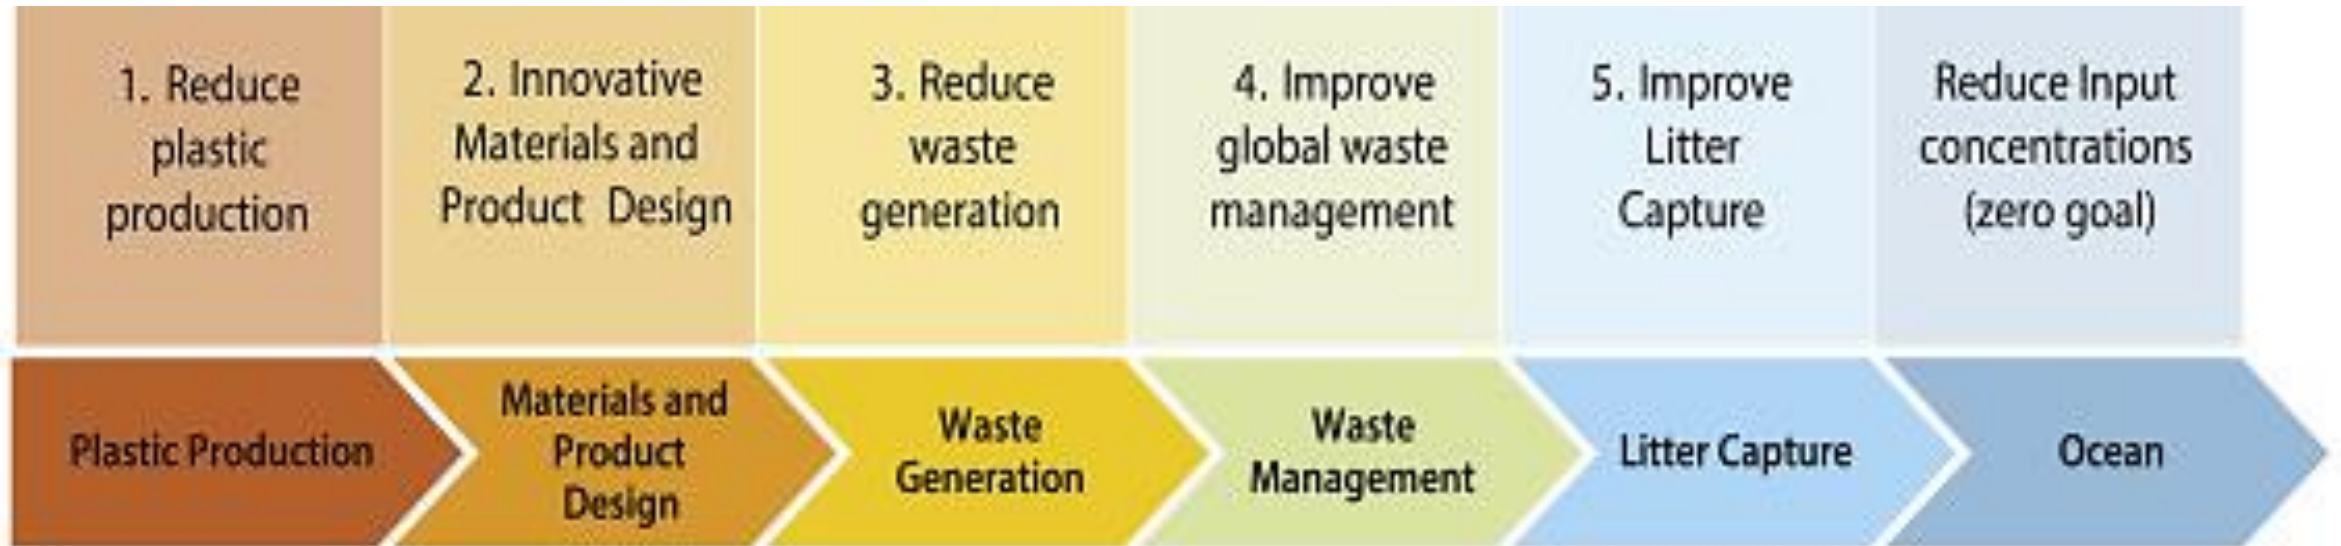 1. Reduce
plastic
production
2. Innovative
Materials and
Product Design
3. Reduce
waste
generation
4. Improve
global waste
management
5. Improve
Litter
Capture
Reduce Input
concentrations
(zero goal)
Plastic Production
Materials and
Product
Design
Waste
Generation
Waste
Management
Litter Capture
Ocean